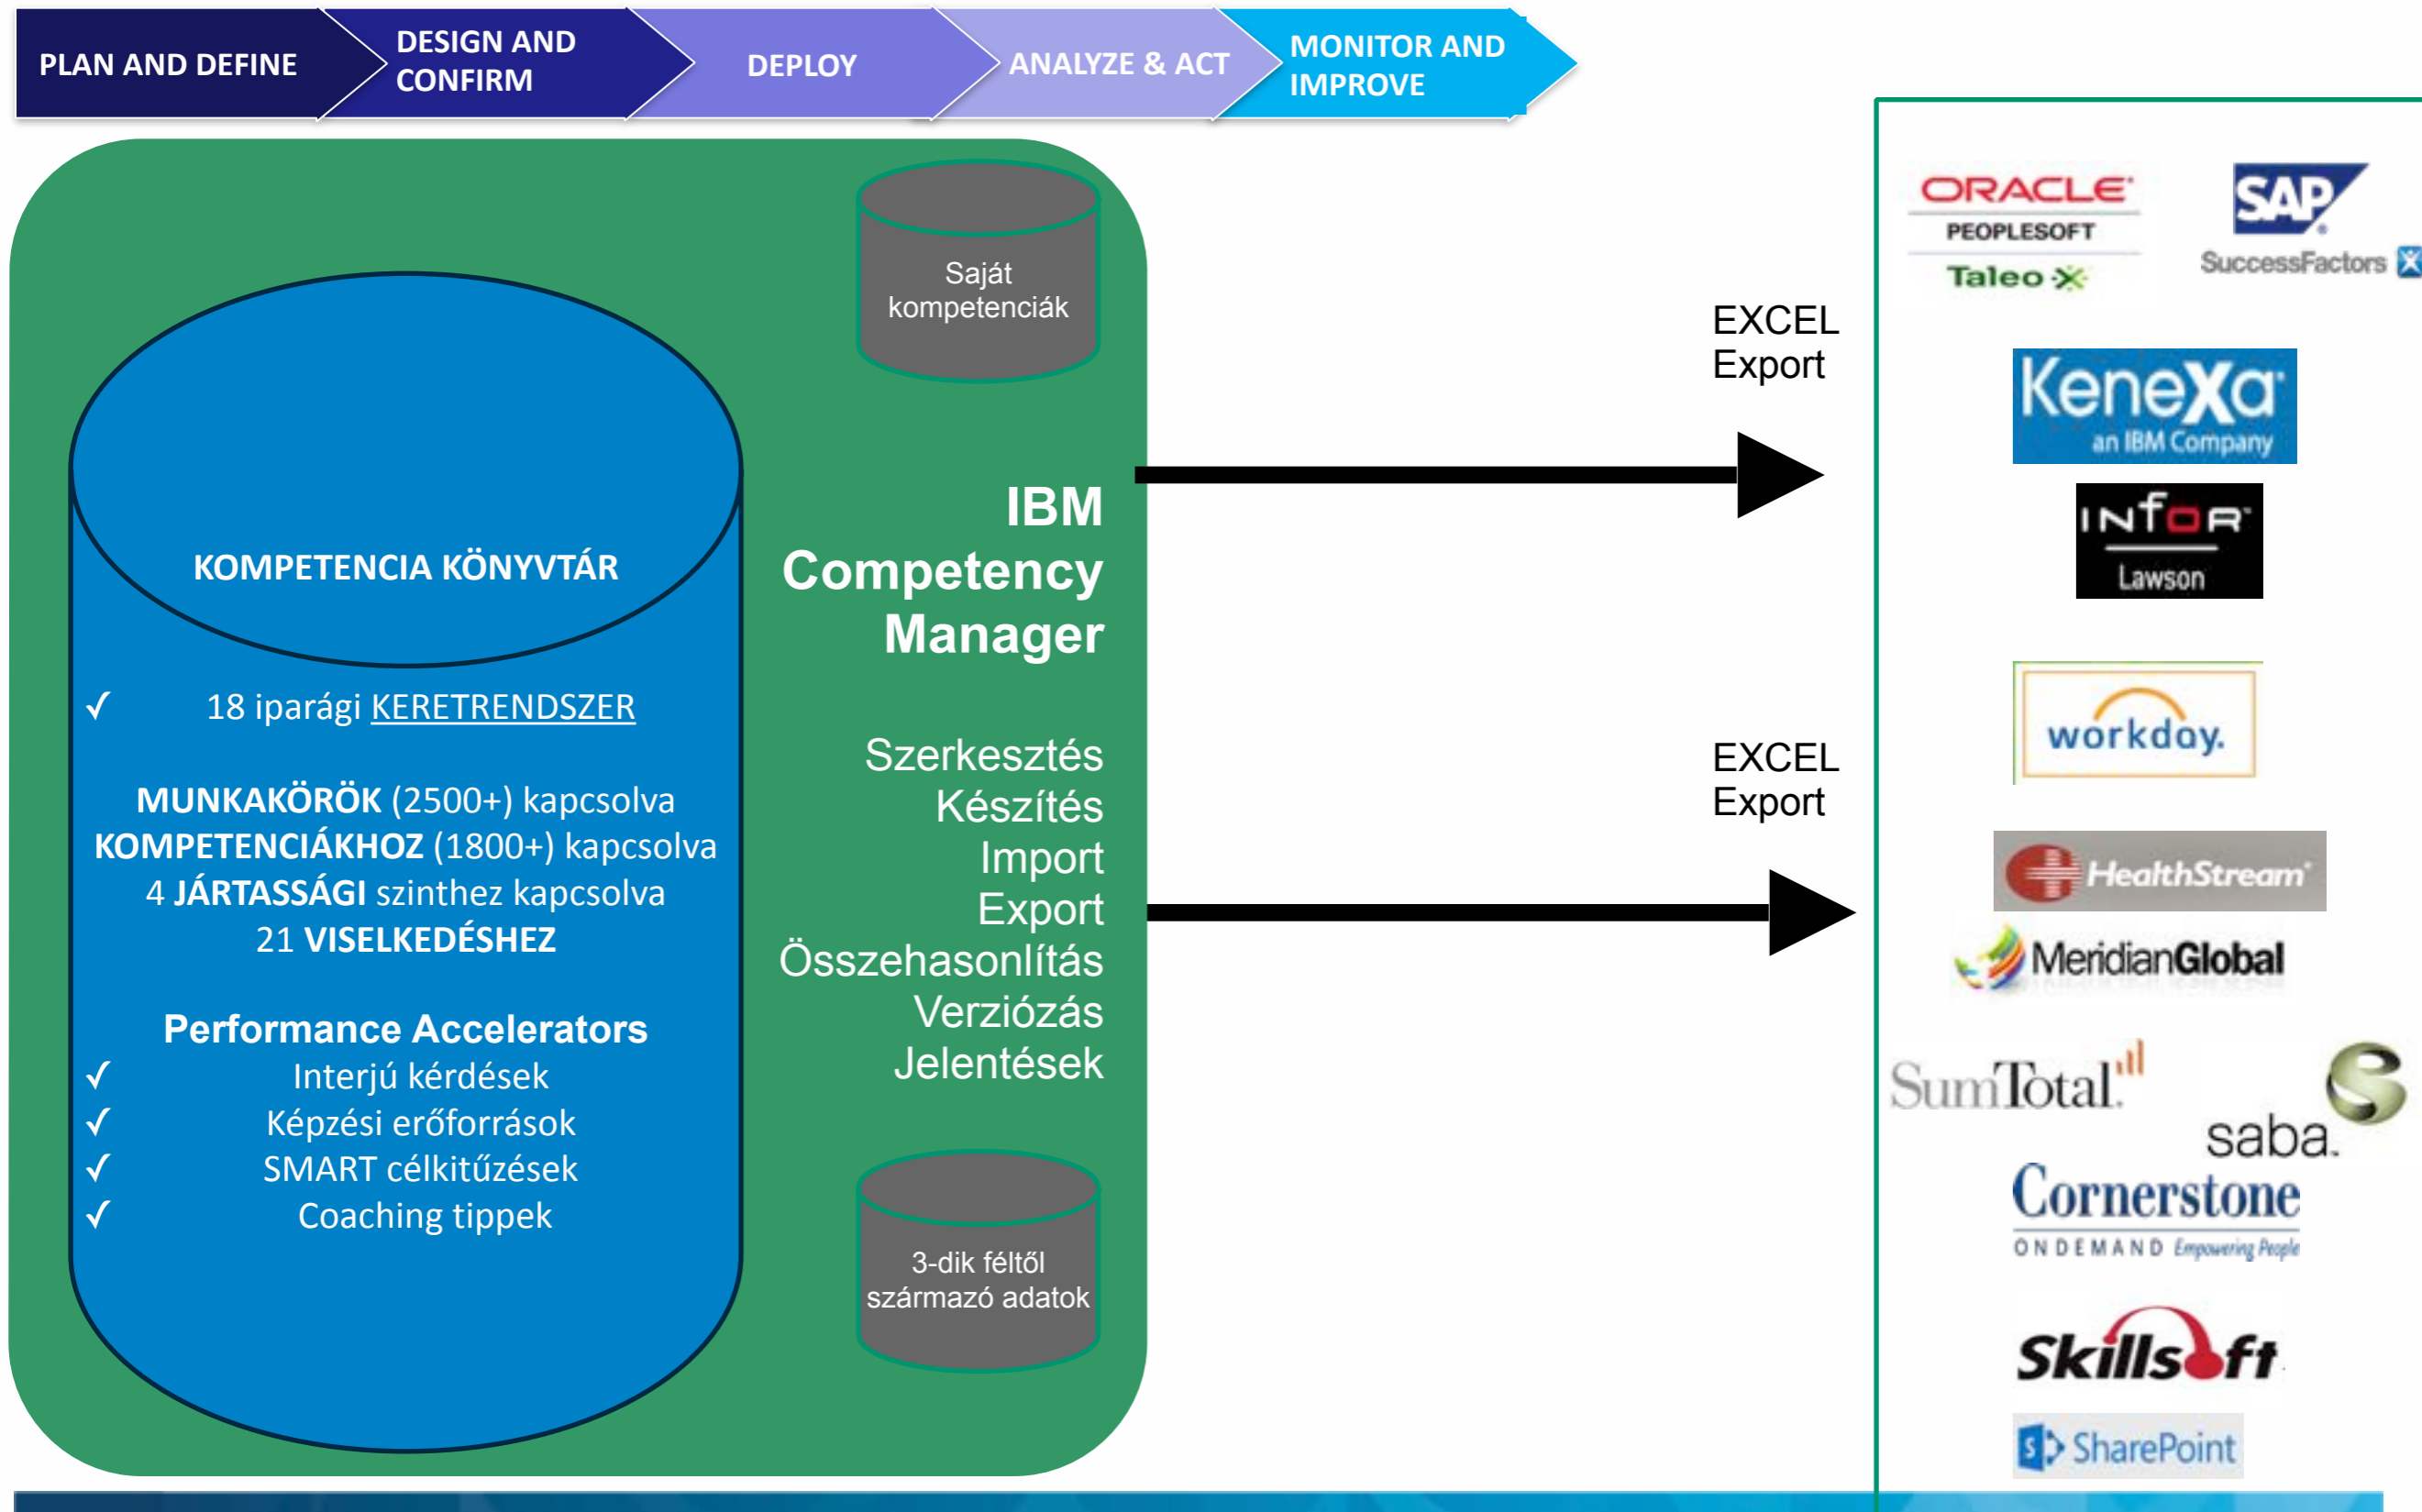 PLAN AND DEFINE
DESIGN AND
CONFIRM
DEPLOY
ANALYZE & ACT
MONITOR AND
IMPROVE
Saját
kompetenciák
KOMPETENCIA KÖNYVTÁR
✓ 18 iparági KERETRENDSZER
MUNKAKÖRÖK (2500+) kapcsolva
KOMPETENCIÁKHOZ (1800+) kapcsolva
4 JÁRTASSÁGI szinthez kapcsolva
21 VISELKEDÉSHEZ
Performance Accelerators
✓ Interjú kérdések
✓ Képzési erőforrások
✓ SMART célkitűzések
✓ Coaching tippek
IBM
Competency
Manager
Szerkesztés
Készítés
Import
Export
Összehasonlítás
Verziózás
Jelentések
3-dik féltől
származó adatok
EXCEL
Export
EXCEL
Export
ORACLE
PEOPLESOFT
Taleo
SAP
SuccessFactors
Kenexa
an IBM Company
INFOR
Lawson
workday.
HealthStream
MeridianGlobal
SumTotal.
saba.
Cornerstone
ONDEMAND Empowering People
Skillsoft
SharePoint